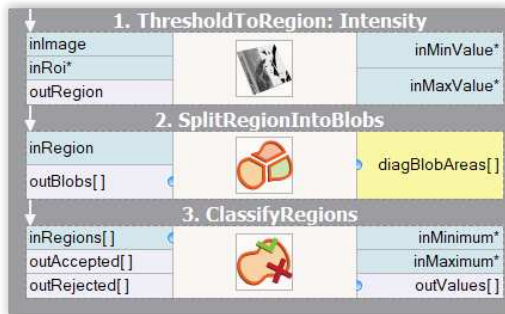 1. ThresholdToRegion: Intensity
inImage
inMinValue*
inRoi*
inMaxValue*
outRegion
2. SplitRegionIntoBlobs
inRegion
diagBlobAreas[]
outBlobs[]
3. ClassifyRegions
inRegions[]
inMinimum*
outAccepted[]
inMaximum*
outRejected[]
outValues[]